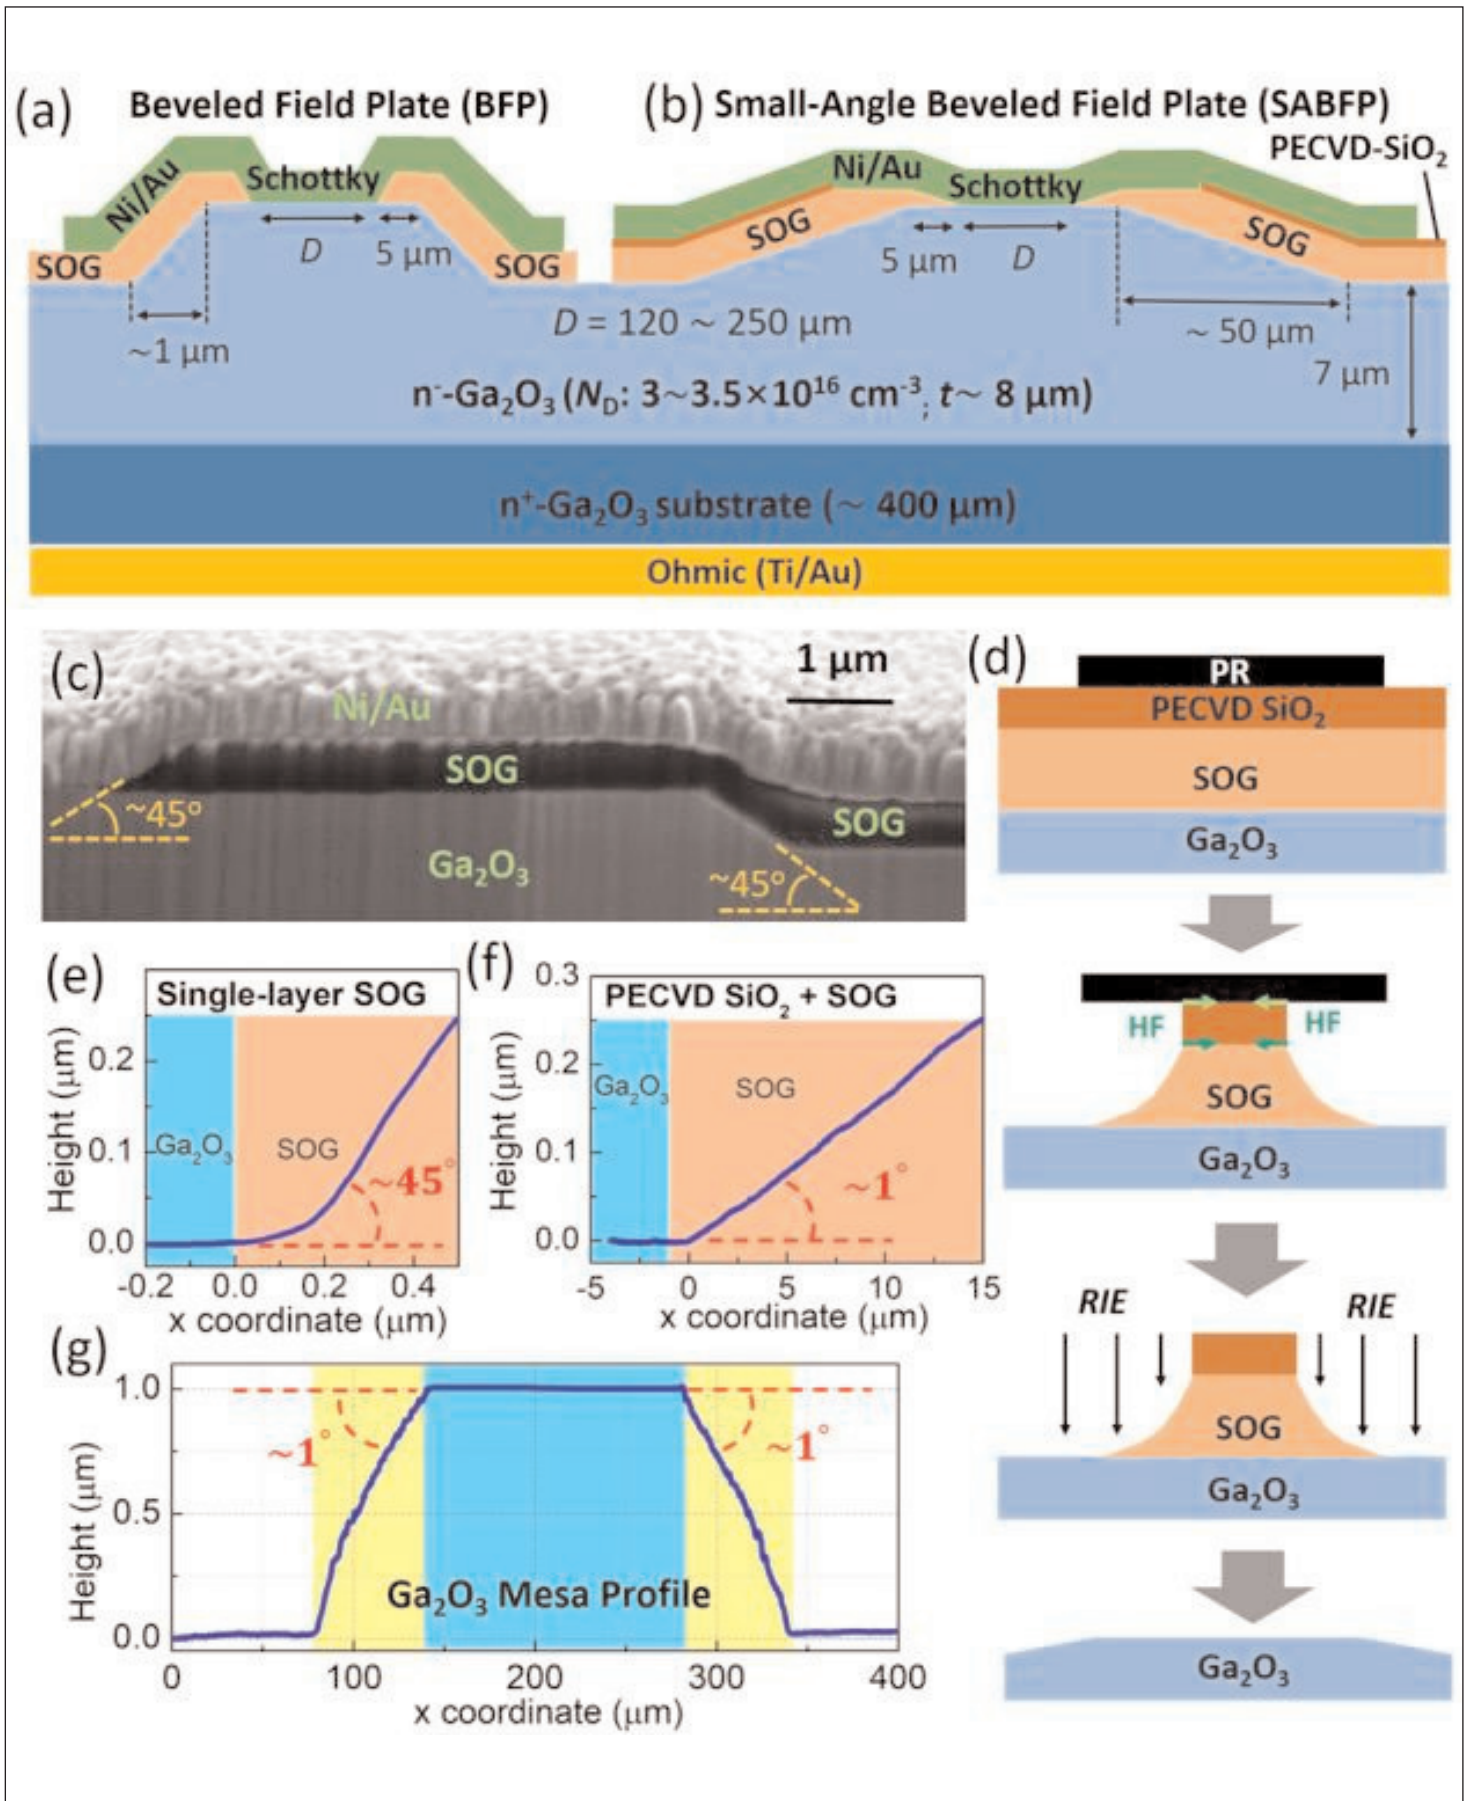 (a) Beveled Field Plate (BFP)
(b) Small-Angle Beveled Field Plate (SABFP)
PECVD-SiO₂
Ni/Au
Schottky
Ni/Au
Schottky
SOG
SOG
D
5 μm
SOG
SOG
5 μm
D
~1 μm
D = 120 ~ 250 μm
~ 50 μm
7 μm
n⁻-Ga₂O₃ (N_D: 3~3.5×10¹⁶ cm⁻³; t~ 8 μm)
n⁺-Ga₂O₃ substrate (~ 400 μm)
Ohmic (Ti/Au)
(c)
1 μm
Ni/Au
SOG
SOG
~45°
Ga₂O₃
~45°
(d)
PR
PECVD SiO₂
SOG
Ga₂O₃
HF
HF
SOG
Ga₂O₃
RIE
RIE
SOG
Ga₂O₃
Ga₂O₃
(e)
Single-layer SOG
Height (μm)
0.2
0.1
0.0
Ga₂O₃
SOG
~45°
-0.2 0.0 0.2 0.4
x coordinate (μm)
(f)
PECVD SiO₂ + SOG
Height (μm)
0.3
0.2
0.1
0.0
Ga₂O₃
SOG
~1°
-5 0 5 10 15
x coordinate (μm)
(g)
Height (μm)
1.0
0.5
0.0
~1°
~1°
Ga₂O₃ Mesa Profile
0 100 200 300 400
x coordinate (μm)